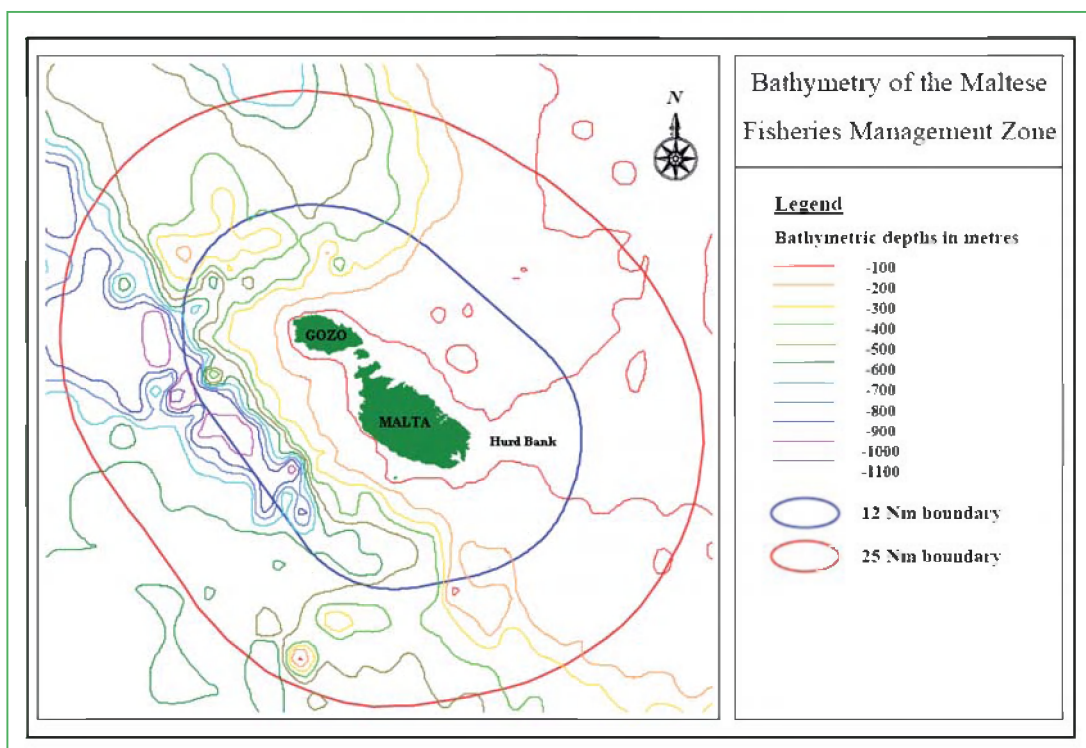 Bathymetry of the Maltese
Fisheries Management Zone
N
GOZO
MALTA
Hurd Bank
Legend
Bathymetric depths in metres
-100
-200
-300
-400
-500
-600
-700
-800
-900
-1000
-1100
12 Nm boundary
25 Nm boundary